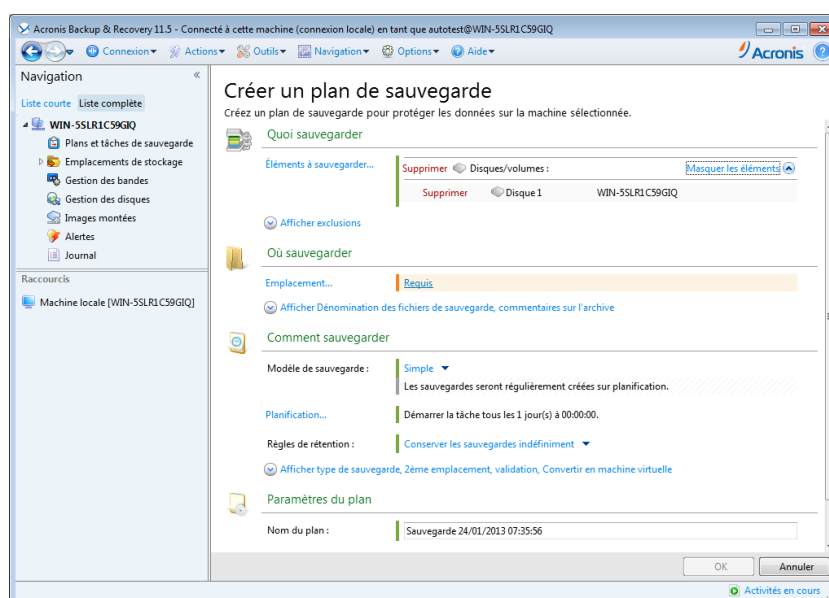 Acronis Backup & Recovery 11.5 - Connecté à cette machine (connexion locale) en tant que autotest@WIN-5SLR1C59GIQ
Connexion Actions Outils Navigation Options Aide Acronis
Navigation
Liste courte Liste complète
WIN-5SLR1C59GIQ
Plans et tâches de sauvegarde
Emplacements de stockage
Gestion des bandes
Gestion des disques
Images montées
Alertes
Journal
Raccourcis
Machine locale [WIN-5SLR1C59GIQ]
Créer un plan de sauvegarde
Créez un plan de sauvegarde pour protéger les données sur la machine sélectionnée.
Quoi sauvegarder
Éléments à sauvegarder... Supprimer Disques/volumes : Masquer les éléments
Supprimer Disque 1 WIN-5SLR1C59GIQ
Afficher exclusions
Où sauvegarder
Emplacement... Requis
Afficher Dénomination des fichiers de sauvegarde, commentaires sur l'archive
Comment sauvegarder
Modèle de sauvegarde : Simple
Les sauvegardes seront régulièrement créées sur planification.
Planification... Démarrer la tâche tous les 1 jour(s) à 00:00:00.
Règles de rétention : Conserver les sauvegardes indéfiniment
Afficher type de sauvegarde, 2ème emplacement, validation, Convertir en machine virtuelle
Paramètres du plan
Nom du plan : Sauvegarde 24/01/2013 07:35:56
OK Annuler
Activités en cours